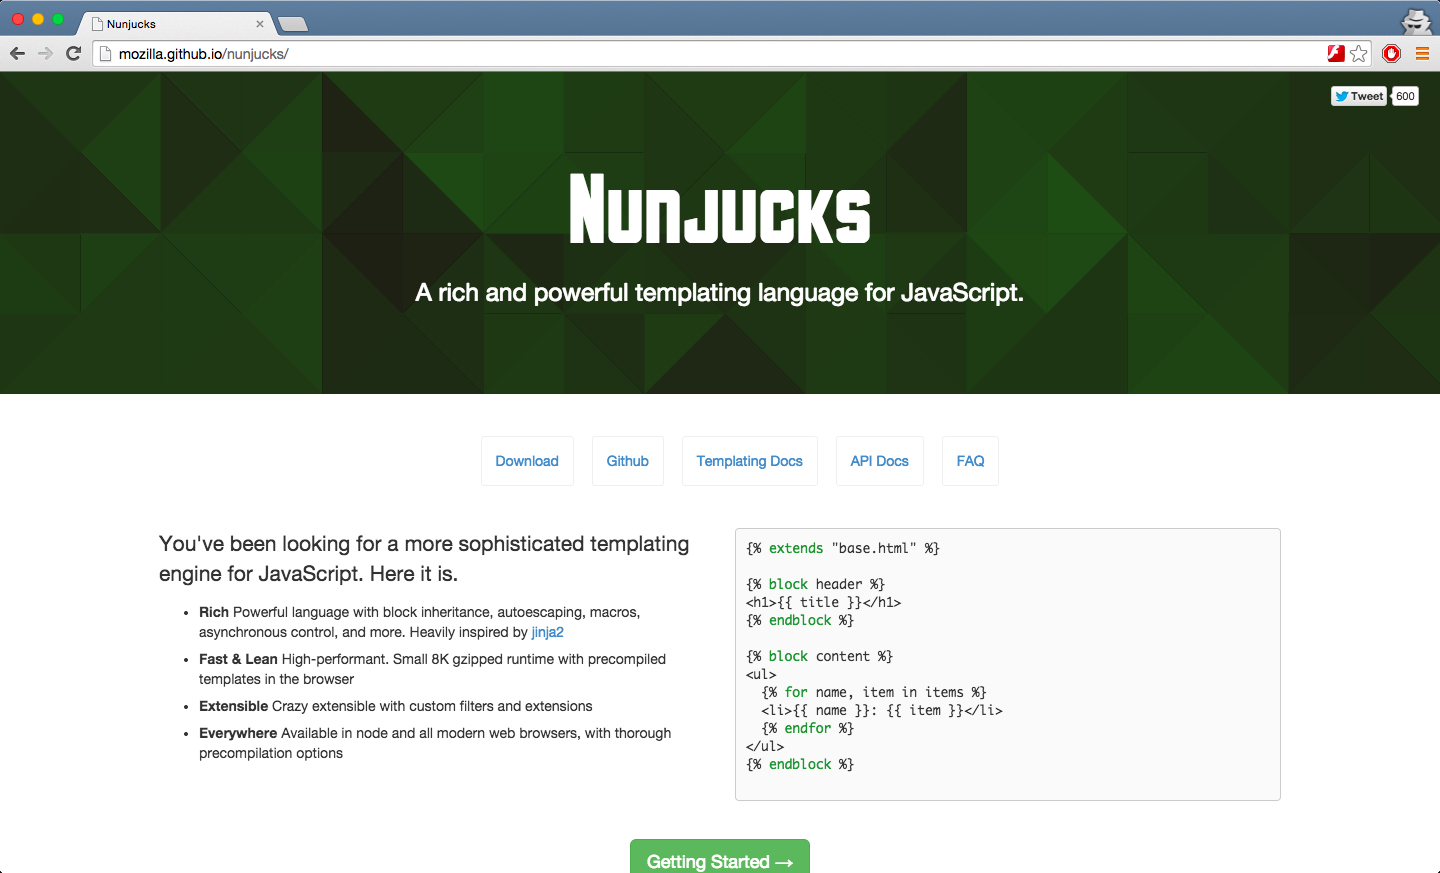 Nunjucks
mozilla.github.io/nunjucks/
Tweet 600
Nunjucks
A rich and powerful templating language for JavaScript.
Download Github Templating Docs API Docs FAQ
You've been looking for a more sophisticated templating
engine for JavaScript. Here it is.
• Rich Powerful language with block inheritance, autoescaping, macros,
asynchronous control, and more. Heavily inspired by jinja2
• Fast & Lean High-performant. Small 8K gzipped runtime with precompiled
templates in the browser
• Extensible Crazy extensible with custom filters and extensions
• Everywhere Available in node and all modern web browsers, with thorough
precompilation options
{% extends "base.html" %}
{% block header %}
<h1>{{ title }}</h1>
{% endblock %}
{% block content %}
<ul>
  {% for name, item in items %}
  <li>{{ name }}: {{ item }}</li>
  {% endfor %}
</ul>
{% endblock %}
Getting Started →